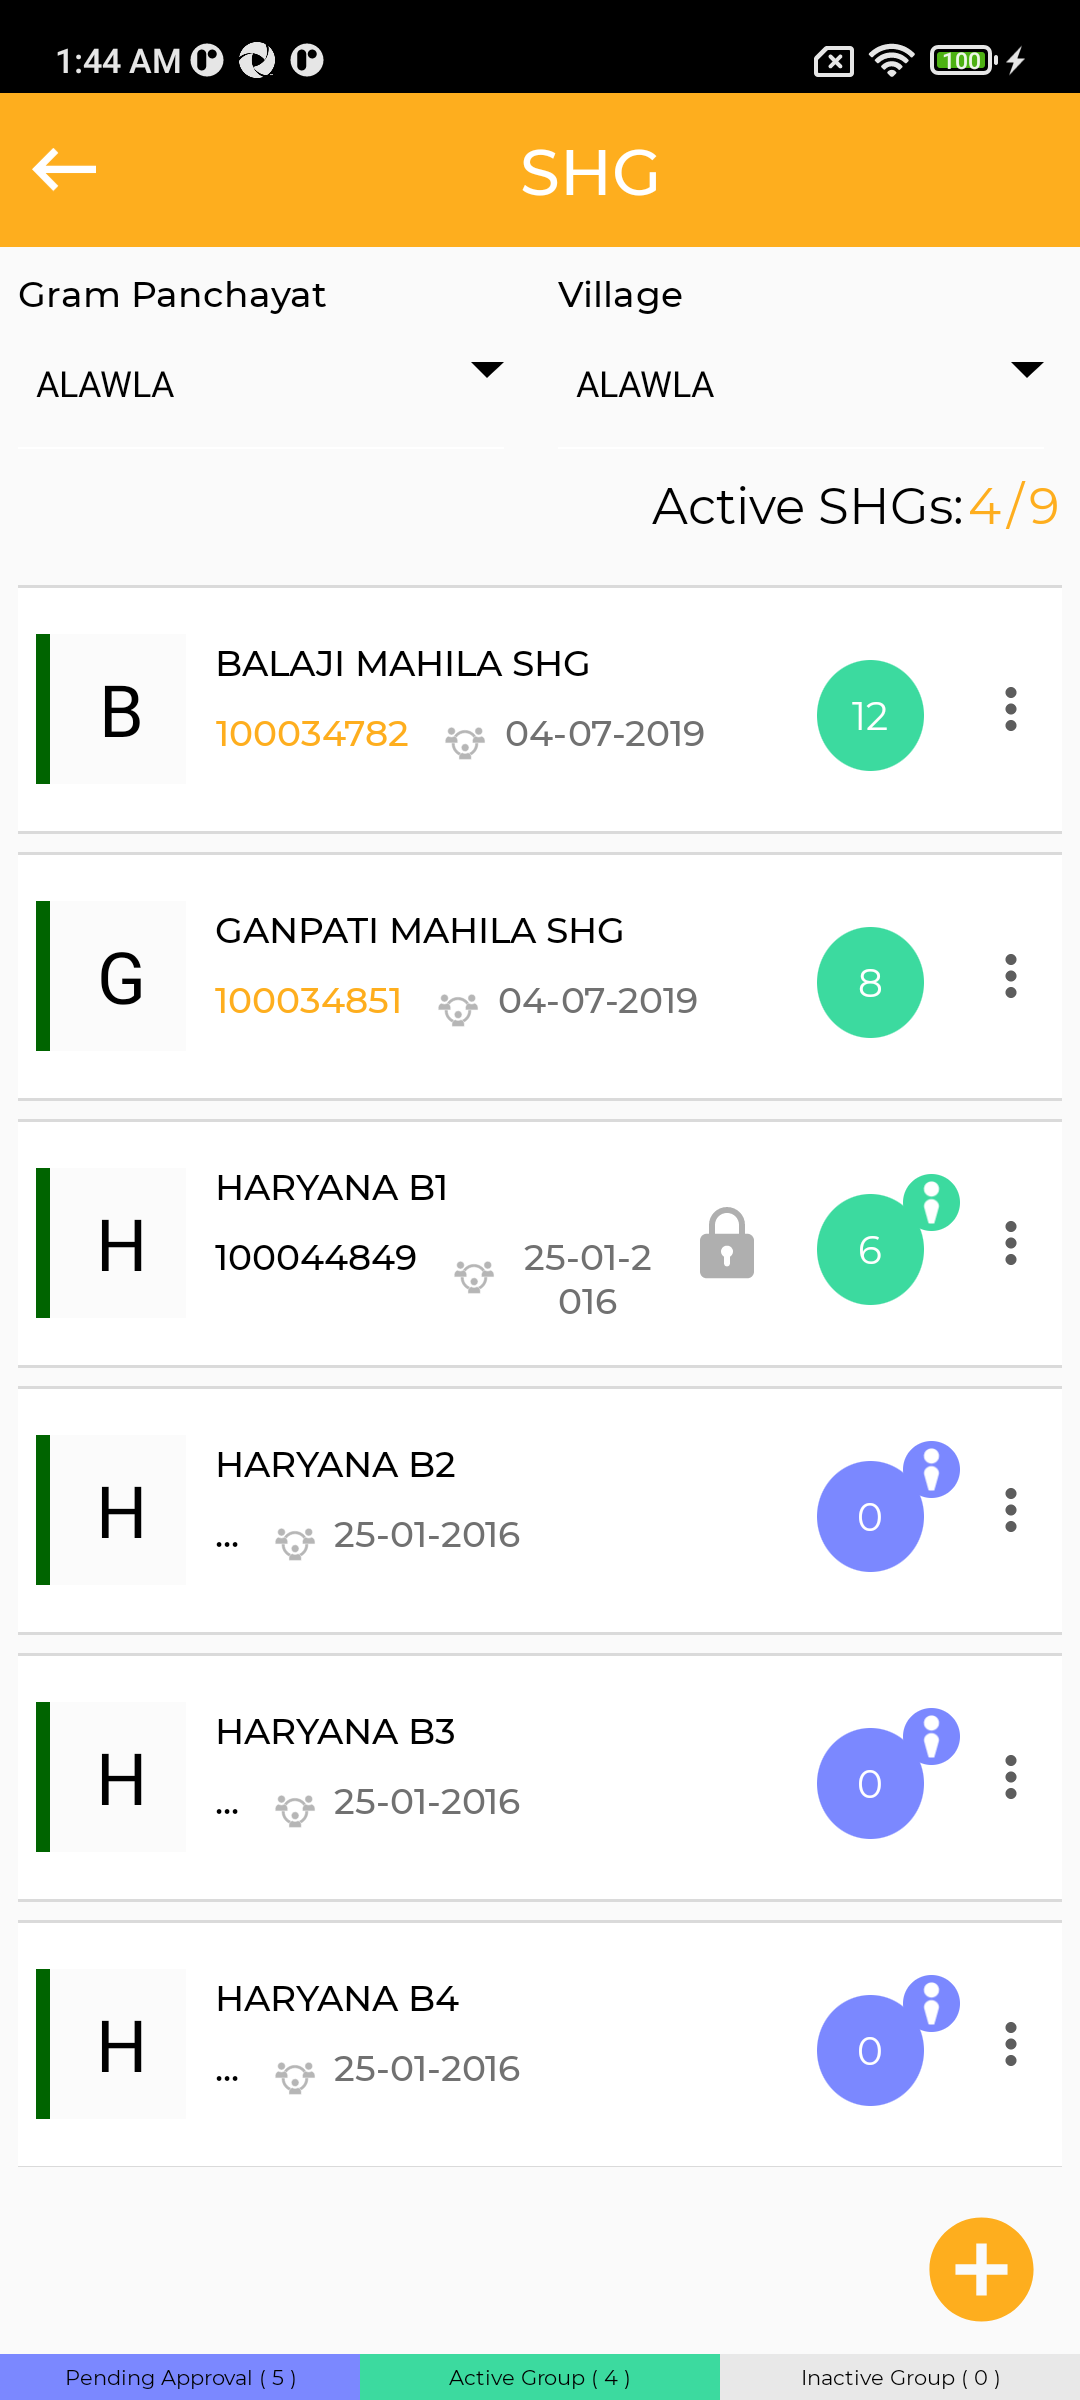 1:44 AM
100
SHG
Gram Panchayat
Village
ALAWLA
ALAWLA
Active SHGs: 4/9
B
BALAJI MAHILA SHG
100034782
04-07-2019
12
G
GANPATI MAHILA SHG
100034851
04-07-2019
8
H
HARYANA B1
100044849
25-01-2
016
6
H
HARYANA B2
...
25-01-2016
0
H
HARYANA B3
...
25-01-2016
0
H
HARYANA B4
...
25-01-2016
0
Pending Approval ( 5 )
Active Group ( 4 )
Inactive Group ( 0 )